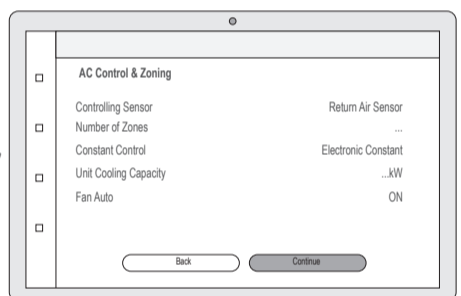 AC Control & Zoning
Controlling Sensor Return Air Sensor
Number of Zones ...
Constant Control Electronic Constant
Unit Cooling Capacity ...kW
Fan Auto ON
Back Continue